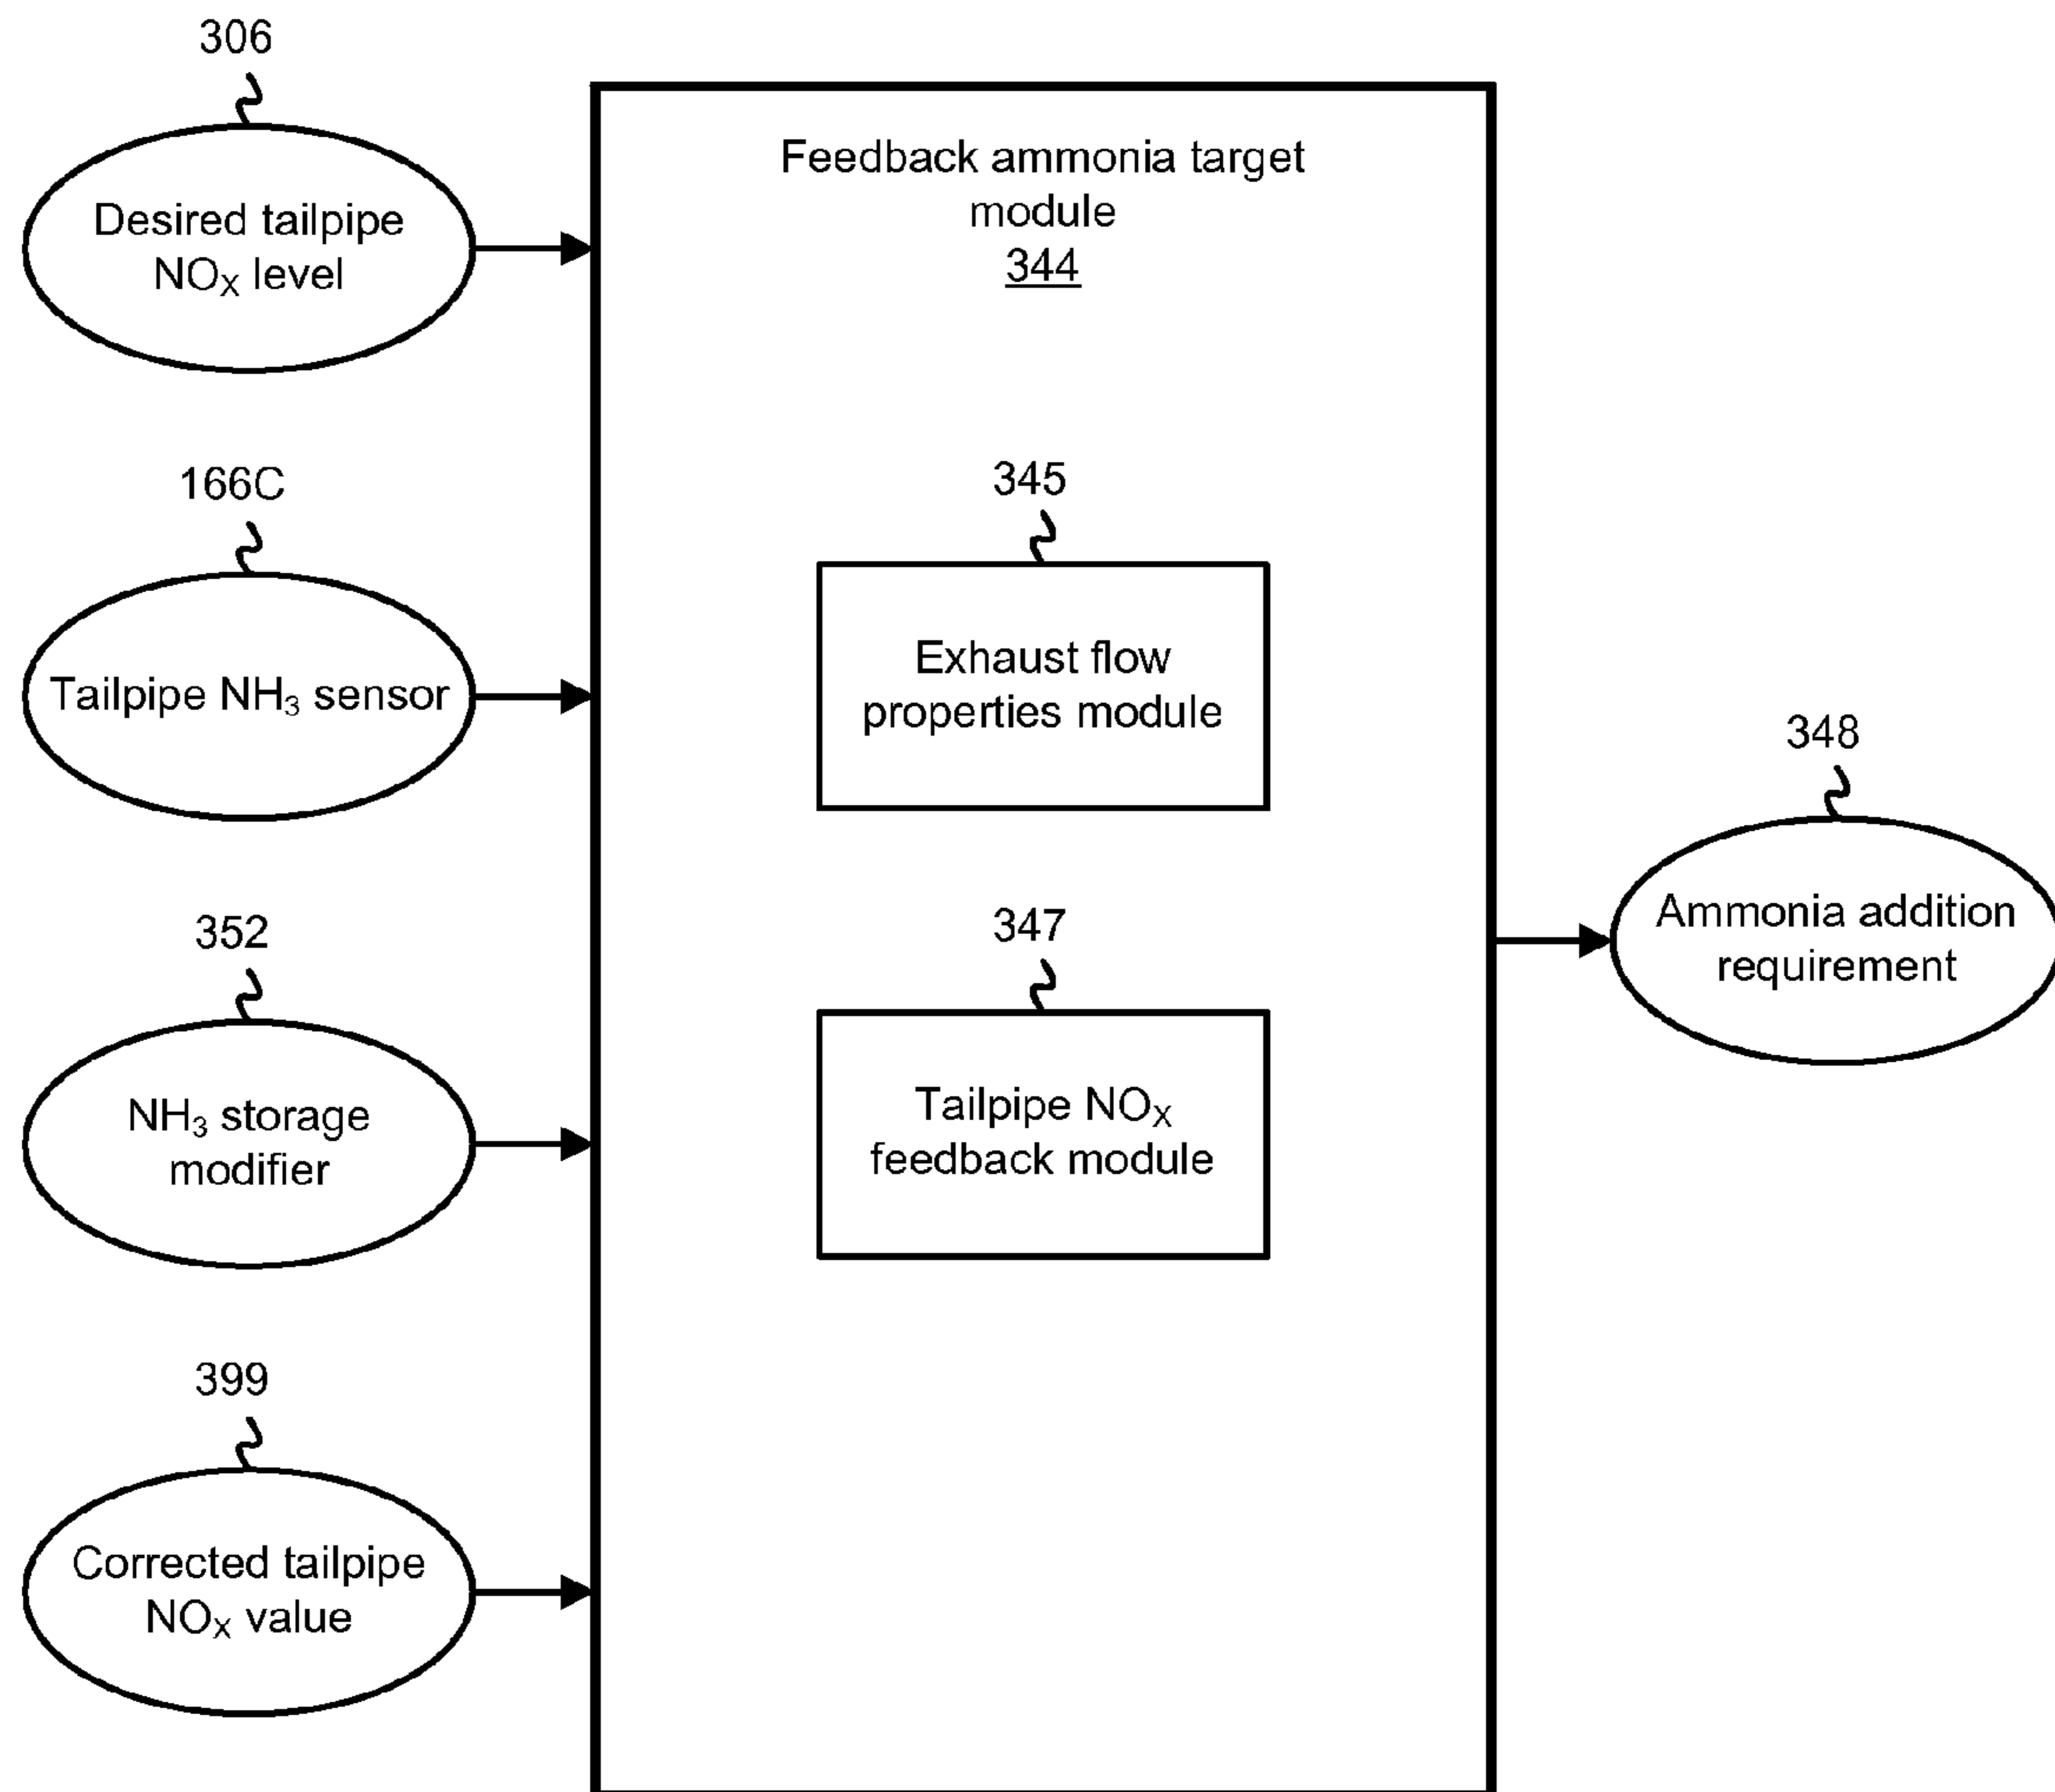 306
Desired tailpipe
NOX level
166C
Tailpipe NH3 sensor
352
NH3 storage
modifier
399
Corrected tailpipe
NOX value
Feedback ammonia target
module
344
345
Exhaust flow
properties module
347
Tailpipe NOX
feedback module
348
Ammonia addition
requirement